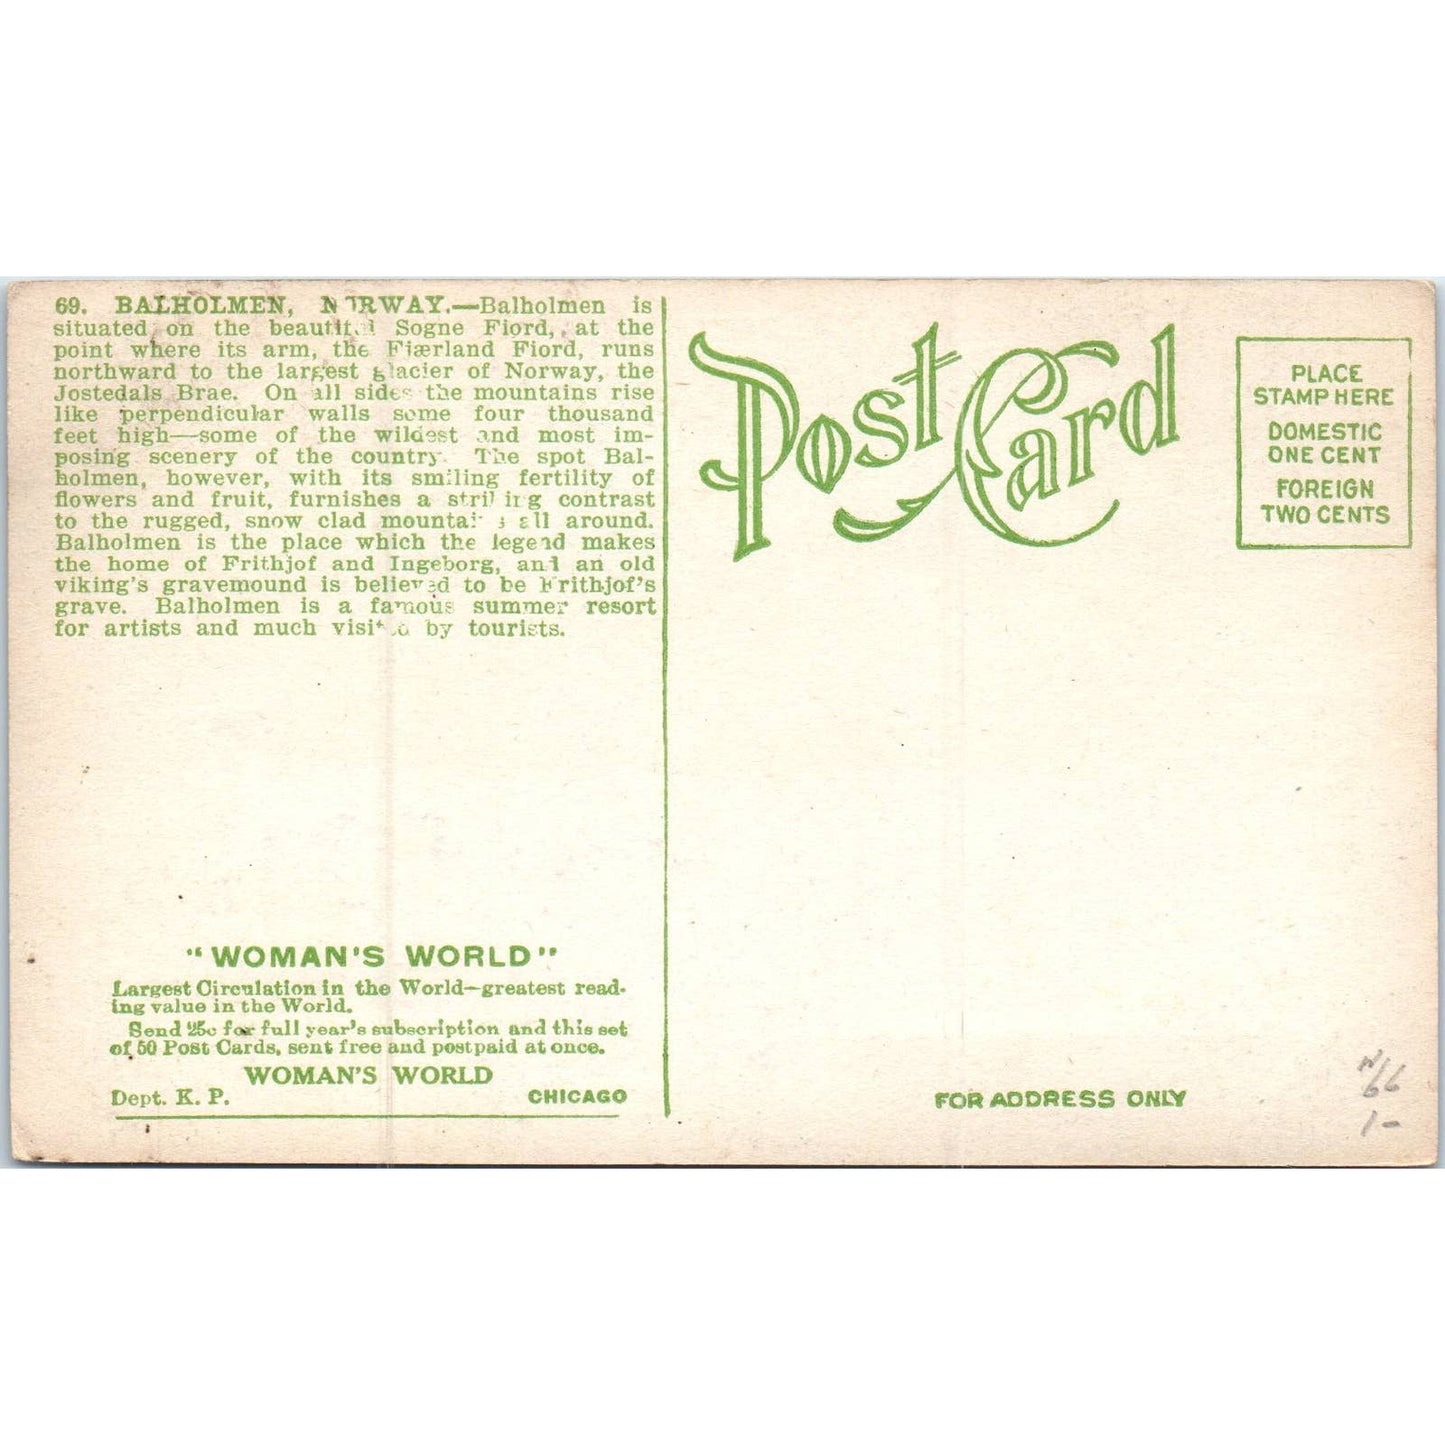 69. BALHOLMEN, NORWAY.—Balholmen is
situated on the beautiful Sogne Fiord, at the
point where its arm, the Fjærland Fiord, runs
northward to the largest glacier of Norway, the
Jostedals Brae. On all sides the mountains rise
like perpendicular walls some four thousand
feet high—some of the wildest and most im-
posing scenery of the country. The spot Bal-
holmen, however, with its smiling fertility of
flowers and fruit, furnishes a striking contrast
to the rugged, snow clad mountains all around.
Balholmen is the place which the legend makes
the home of Frithjof and Ingeborg, and an old
viking's gravemound is believed to be Frithjof's
grave. Balholmen is a famous summer resort
for artists and much visited by tourists.
"WOMAN'S WORLD"
Largest Circulation in the World—greatest read-
ing value in the World.
Send 25c for full year's subscription and this set
of 50 Post Cards, sent free and postpaid at once.
WOMAN'S WORLD
Dept. K. P. CHICAGO
Post Card
PLACE
STAMP HERE
DOMESTIC
ONE CENT
FOREIGN
TWO CENTS
FOR ADDRESS ONLY
1-